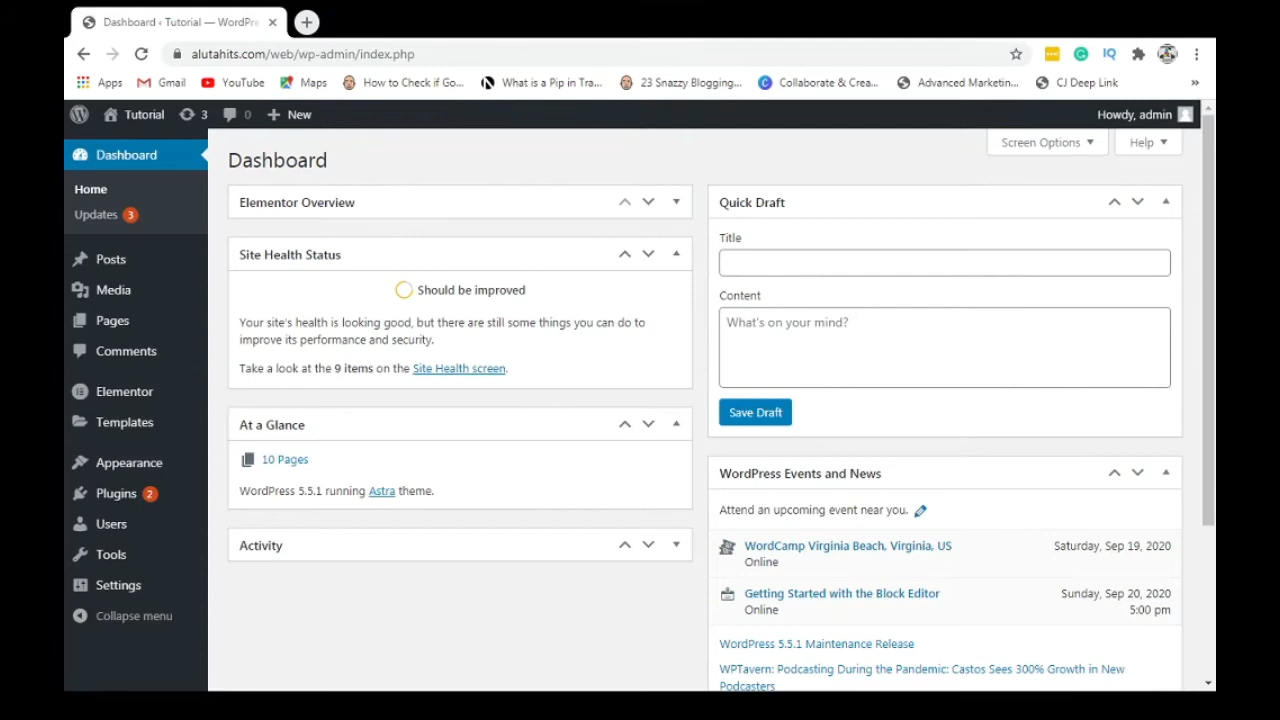 Dashboard ‹ Tutorial — WordPre
alutahits.com/web/wp-admin/index.php
Apps
Gmail
YouTube
Maps
How to Check if Go...
What is a Pip in Tra...
23 Snazzy Blogging...
Collaborate & Crea...
Advanced Marketin...
CJ Deep Link
»
Tutorial
3
0
New
Howdy, admin
Dashboard
Home
Updates 3
Posts
Media
Pages
Comments
Elementor
Templates
Appearance
Plugins 2
Users
Tools
Settings
Collapse menu
Screen Options
Help
Dashboard
Elementor Overview
Site Health Status
Should be improved
Your site's health is looking good, but there are still some things you can do to
improve its performance and security.
Take a look at the 9 items on the Site Health screen.
At a Glance
10 Pages
WordPress 5.5.1 running Astra theme.
Activity
Quick Draft
Title
Content
What's on your mind?
Save Draft
WordPress Events and News
Attend an upcoming event near you.
WordCamp Virginia Beach, Virginia, US
Saturday, Sep 19, 2020
Online
Getting Started with the Block Editor
Sunday, Sep 20, 2020
Online
5:00 pm
WordPress 5.5.1 Maintenance Release
WPTavern: Podcasting During the Pandemic: Castos Sees 300% Growth in New
Podcasters